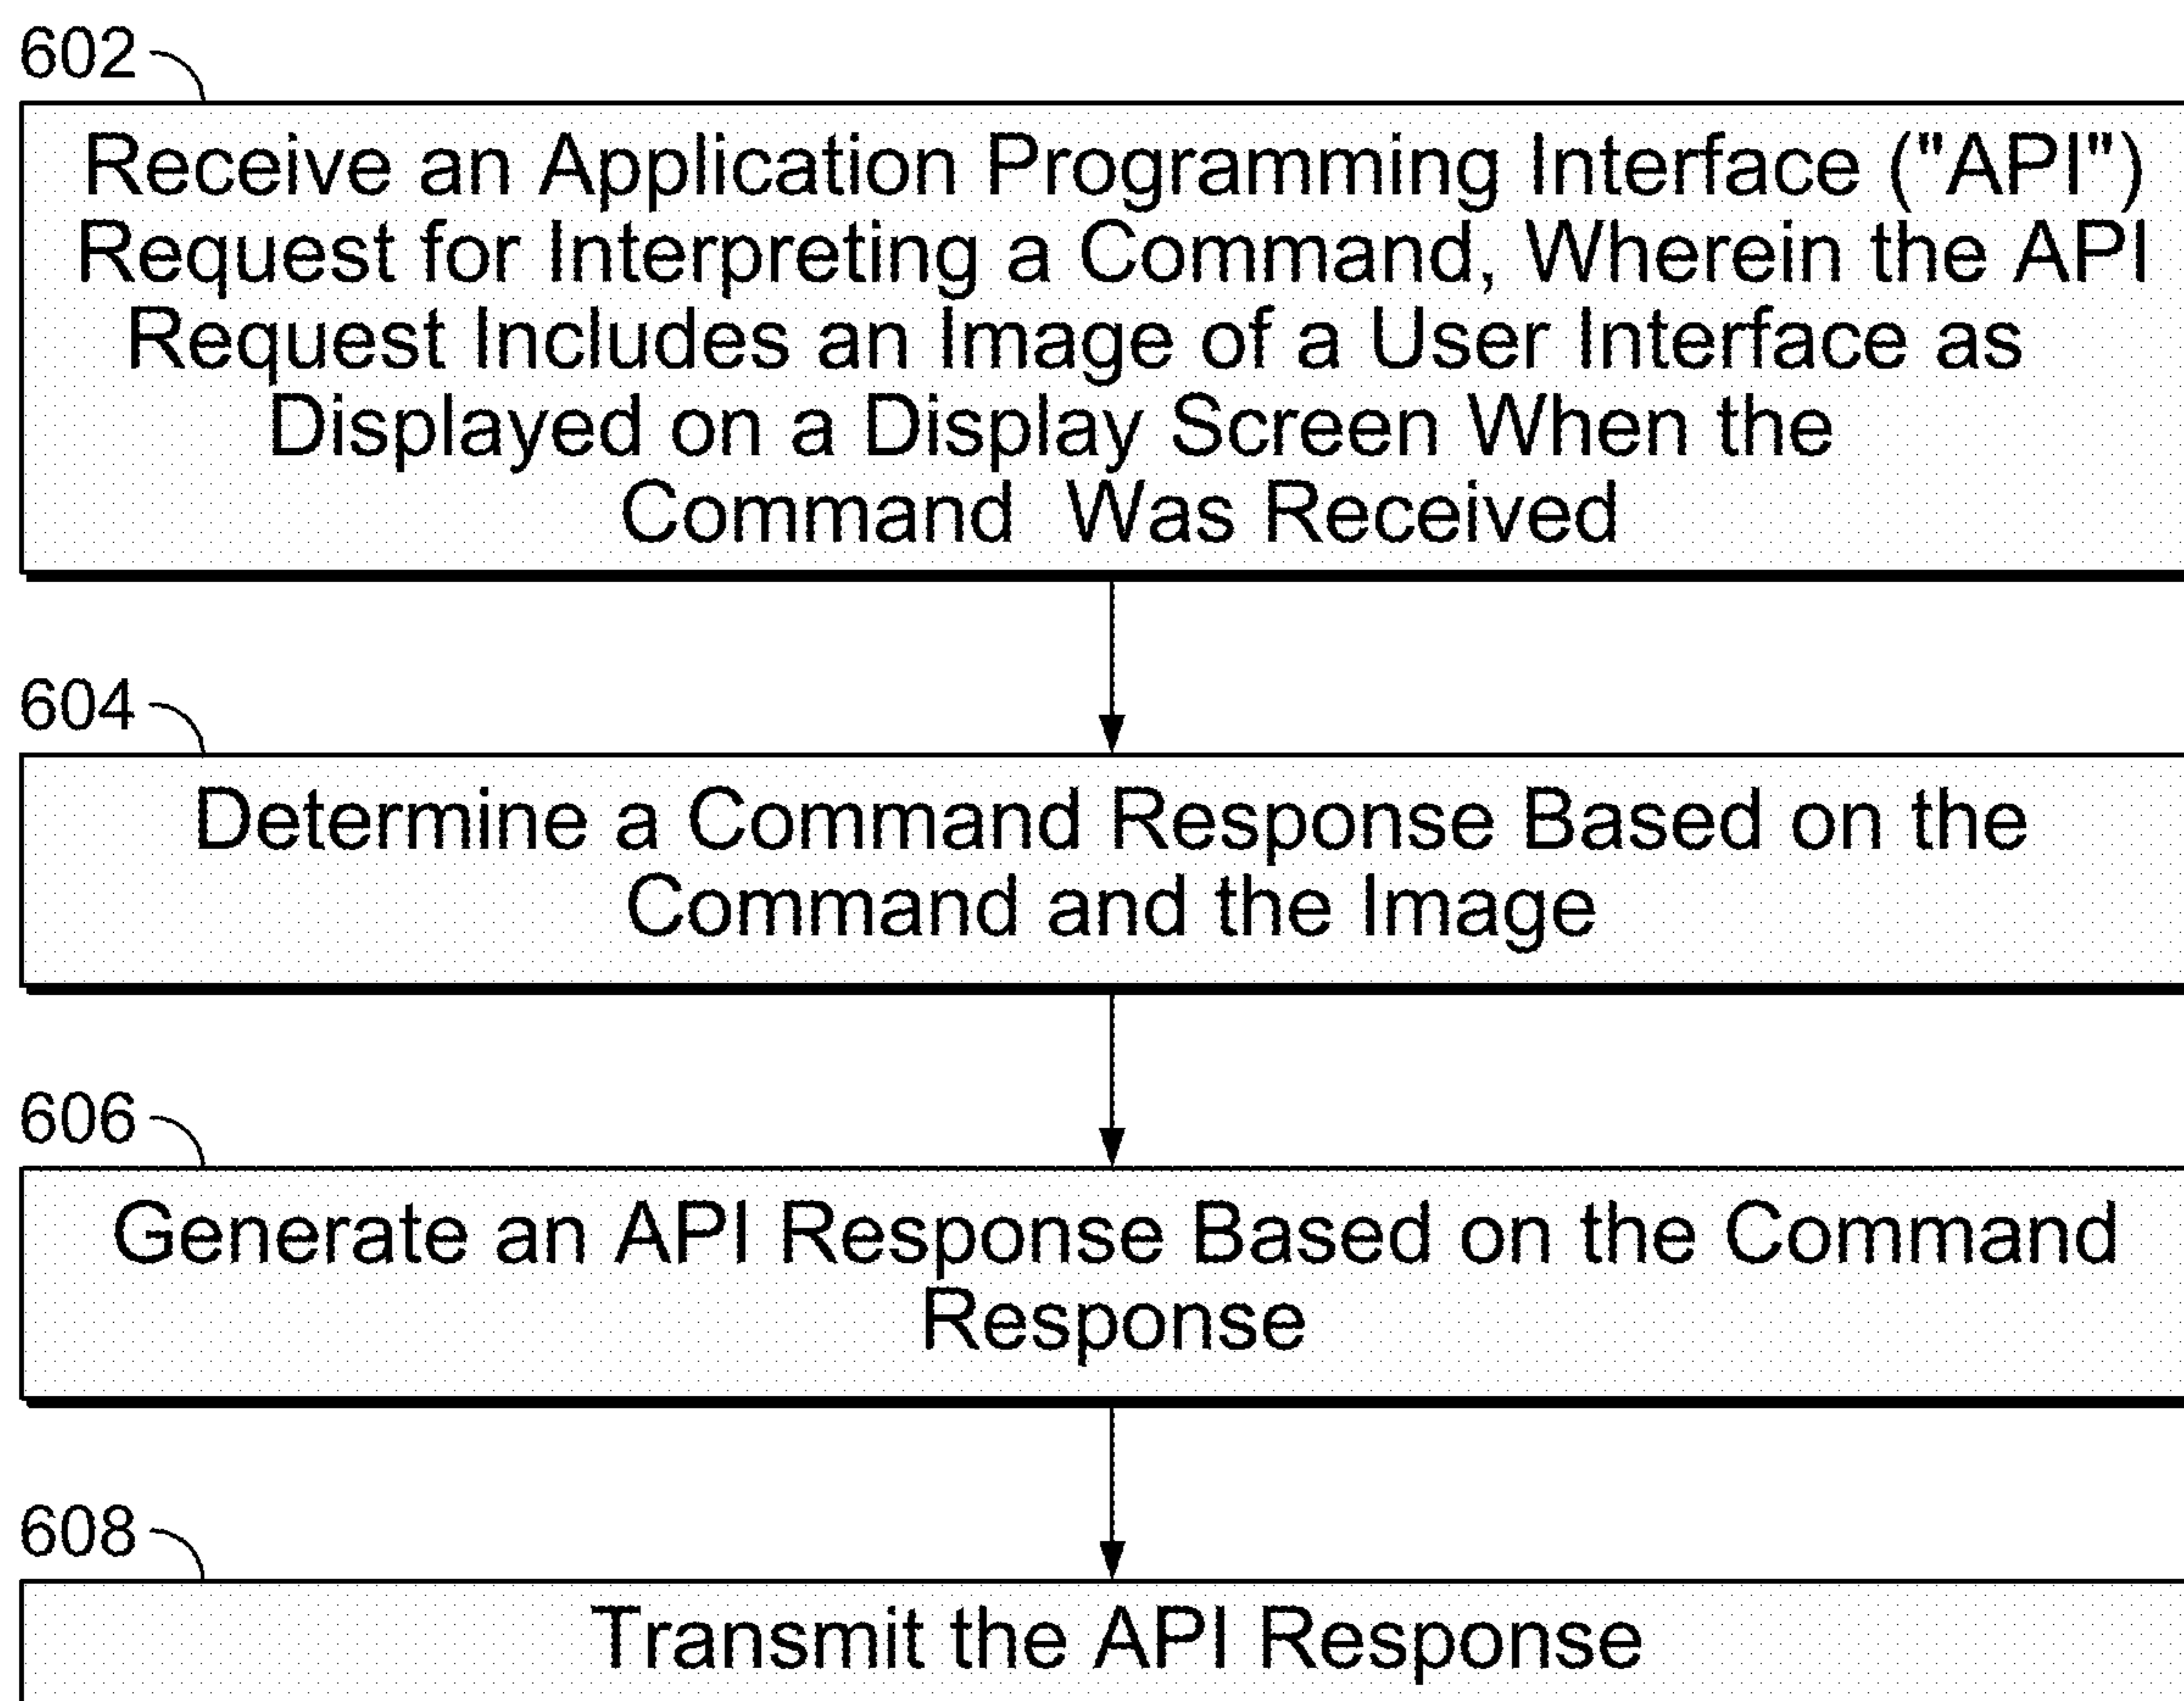 602
Receive an Application Programming Interface ("API")
Request for Interpreting a Command, Wherein the API
Request Includes an Image of a User Interface as
Displayed on a Display Screen When the
Command Was Received
604
Determine a Command Response Based on the
Command and the Image
606
Generate an API Response Based on the Command
Response
608
Transmit the API Response